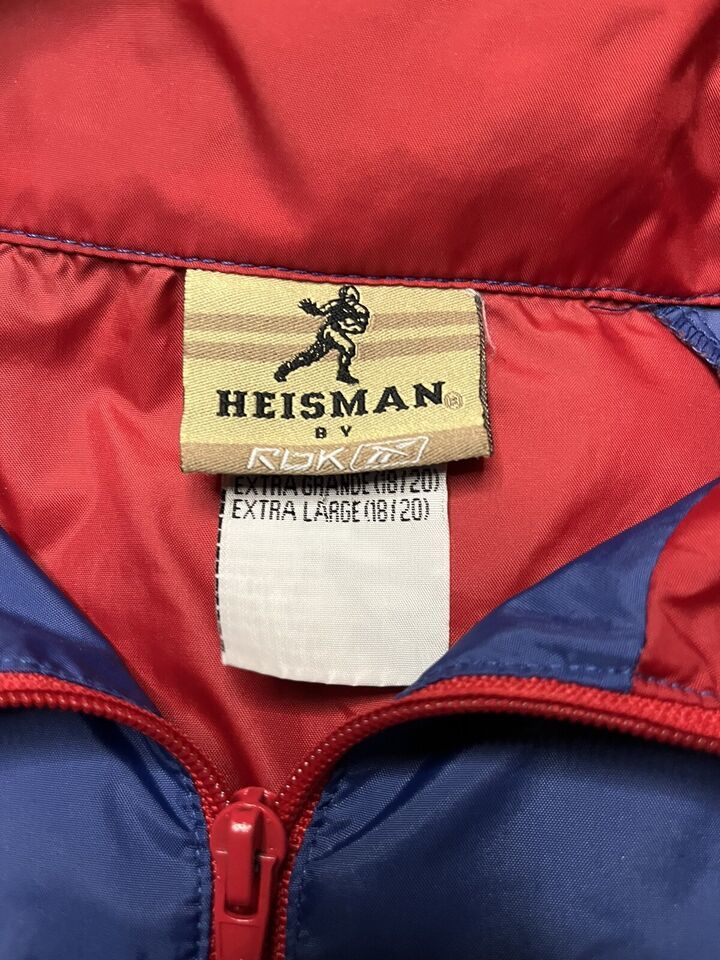 HEISMAN®
BY
RBK
EXTRA GRANDE (18/20)
EXTRA LARGE (18/20)